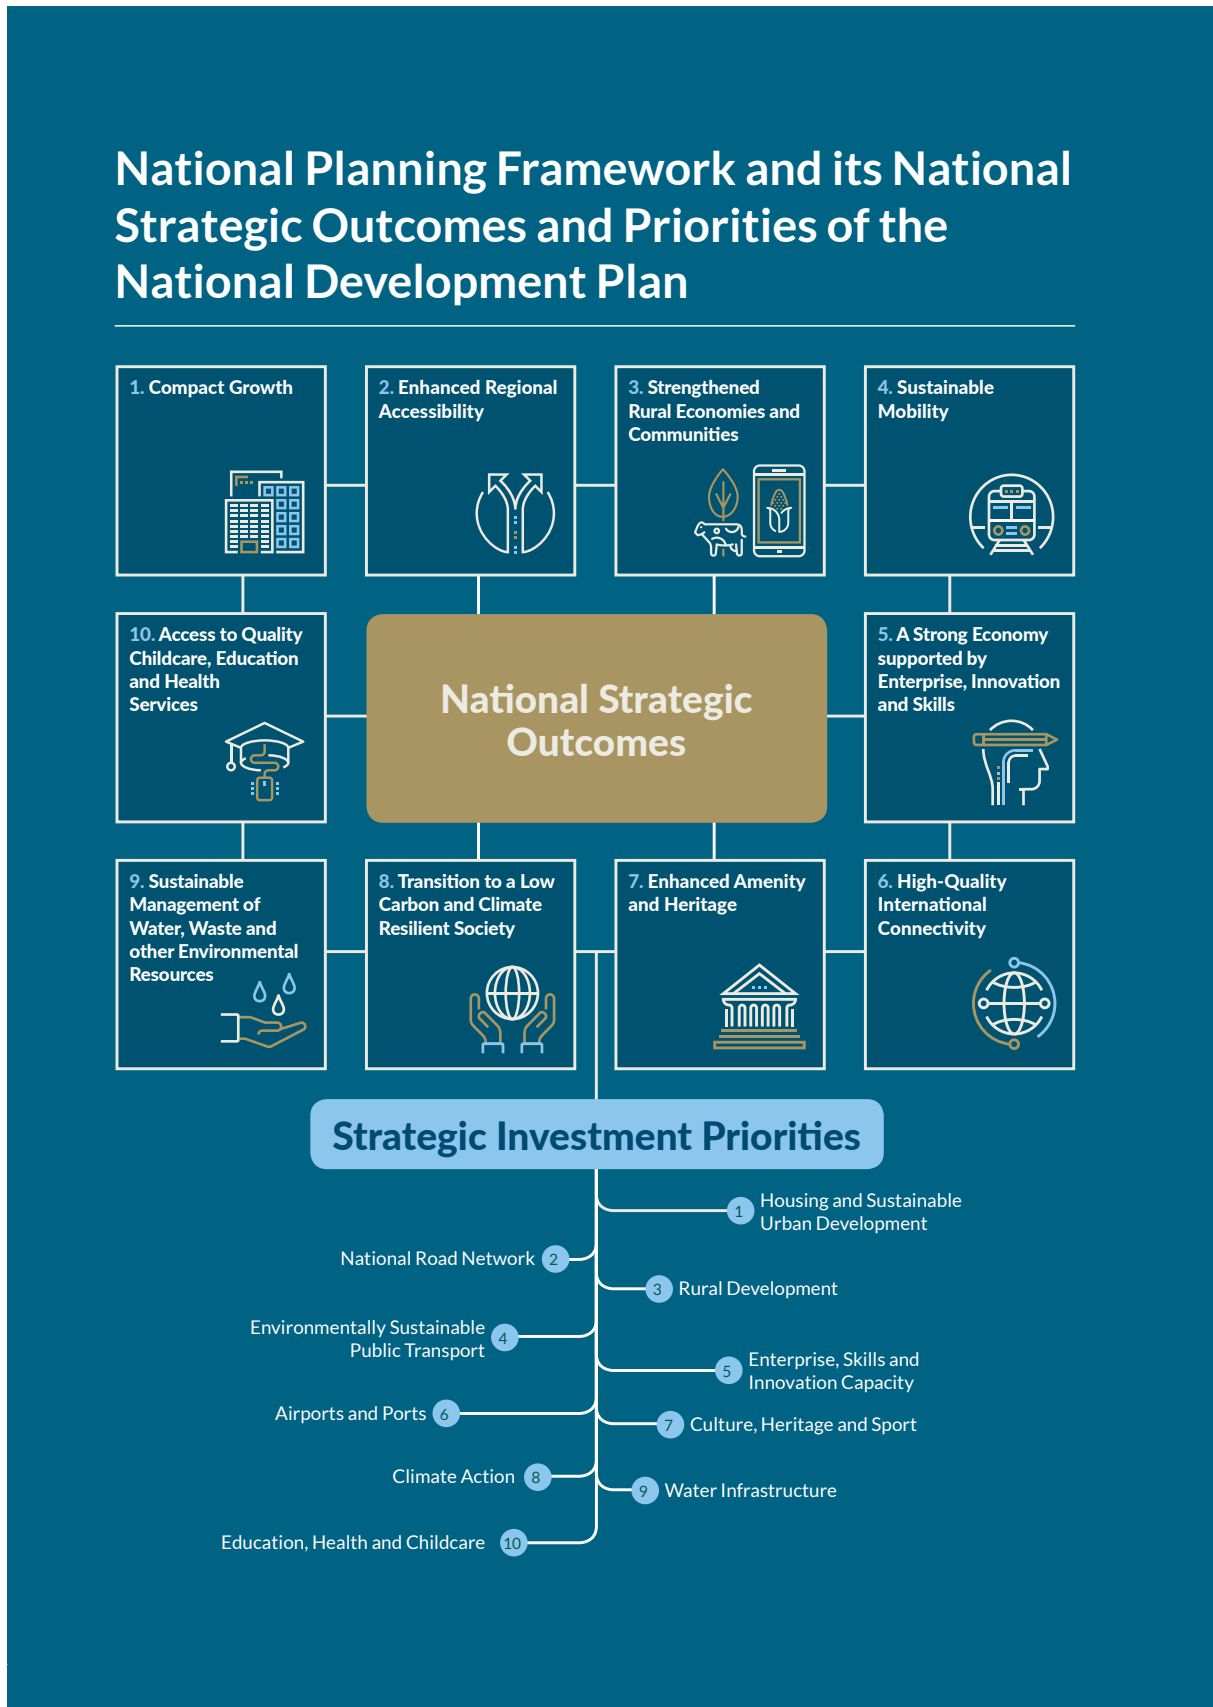 National Planning Framework and its National
Strategic Outcomes and Priorities of the
National Development Plan
1. Compact Growth
2. Enhanced Regional
Accessibility
3. Strengthened
Rural Economies and
Communities
4. Sustainable
Mobility
10. Access to Quality
Childcare, Education
and Health
Services
National Strategic
Outcomes
5. A Strong Economy
supported by
Enterprise, Innovation
and Skills
9. Sustainable
Management of
Water, Waste and
other Environmental
Resources
8. Transition to a Low
Carbon and Climate
Resilient Society
7. Enhanced Amenity
and Heritage
6. High-Quality
International
Connectivity
Strategic Investment Priorities
1 Housing and Sustainable
Urban Development
National Road Network 2
3 Rural Development
Environmentally Sustainable
Public Transport 4
5 Enterprise, Skills and
Innovation Capacity
Airports and Ports 6
7 Culture, Heritage and Sport
Climate Action 8
9 Water Infrastructure
Education, Health and Childcare 10